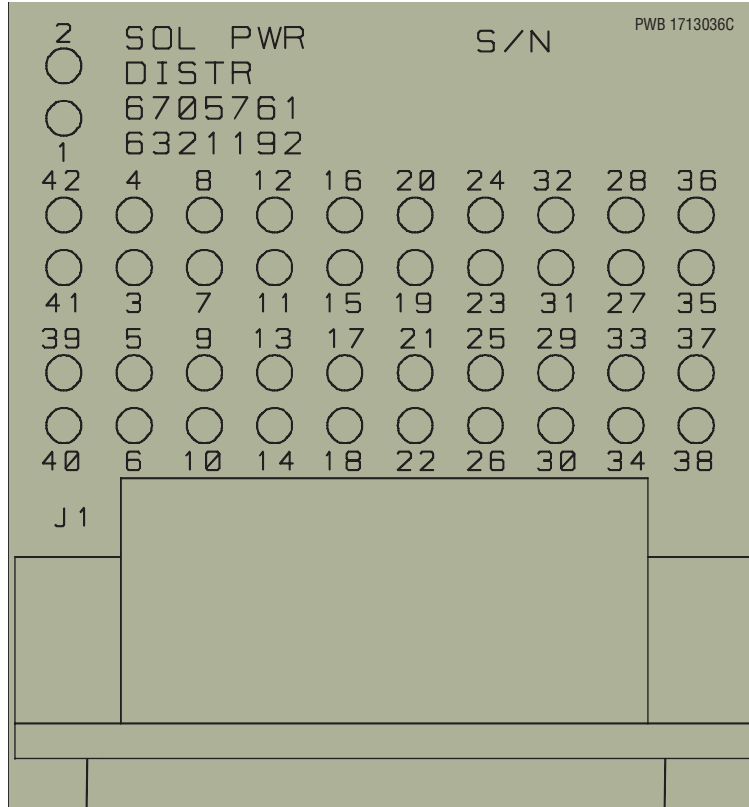 2 SOL PWR S/N PWB 1713036C
DISTR
6705761
1 6321192
42 4 8 12 16 20 24 32 28 36
41 3 7 11 15 19 23 31 27 35
39 5 9 13 17 21 25 29 33 37
40 6 10 14 18 22 26 30 34 38
J1